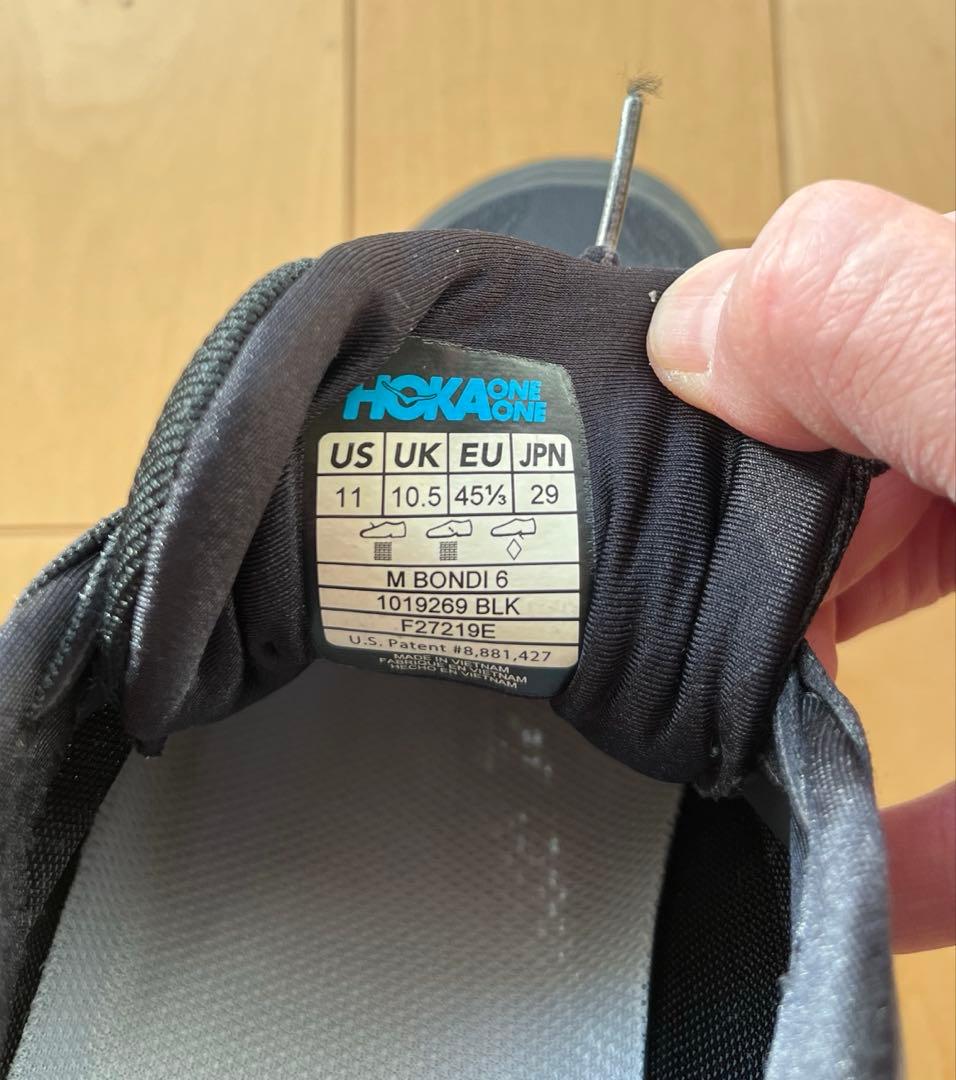 HOKA ONE ONE
US UK EU JPN
11 10.5 45⅓ 29
M BONDI 6
1019269 BLK
F27219E
U.S. Patent #8,881,427
MADE IN VIETNAM
FABRIQUE EN VIETNAM
HECHO EN VIETNAM